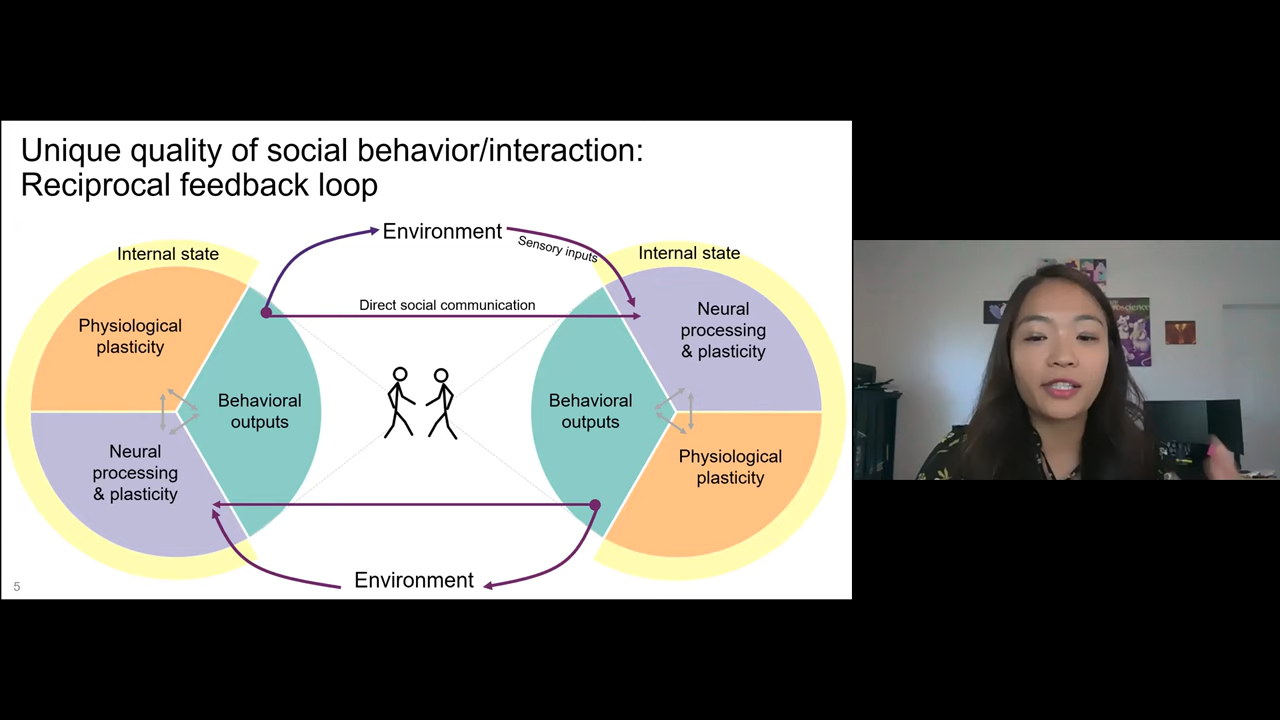 Unique quality of social behavior/interaction:
Reciprocal feedback loop
Environment
Sensory inputs
Internal state
Internal state
Direct social communication
Physiological
plasticity
Behavioral
outputs
Neural
processing
& plasticity
Behavioral
outputs
Neural
processing
& plasticity
Physiological
plasticity
Environment
5